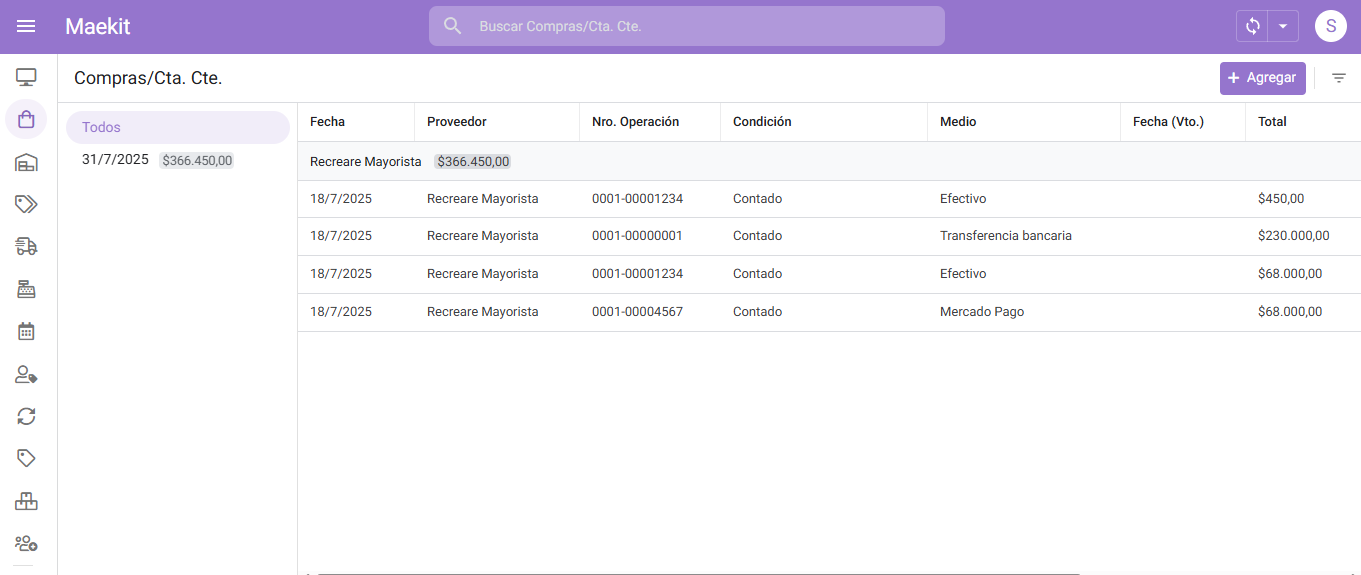 Maekit
Buscar Compras/Cta. Cte.
S
Compras/Cta. Cte.
+ Agregar
Todos
31/7/2025 $366.450,00
Fecha Proveedor Nro. Operación Condición Medio Fecha (Vto.) Total
Recreare Mayorista $366.450,00
18/7/2025 Recreare Mayorista 0001-00001234 Contado Efectivo $450,00
18/7/2025 Recreare Mayorista 0001-00000001 Contado Transferencia bancaria $230.000,00
18/7/2025 Recreare Mayorista 0001-00001234 Contado Efectivo $68.000,00
18/7/2025 Recreare Mayorista 0001-00004567 Contado Mercado Pago $68.000,00